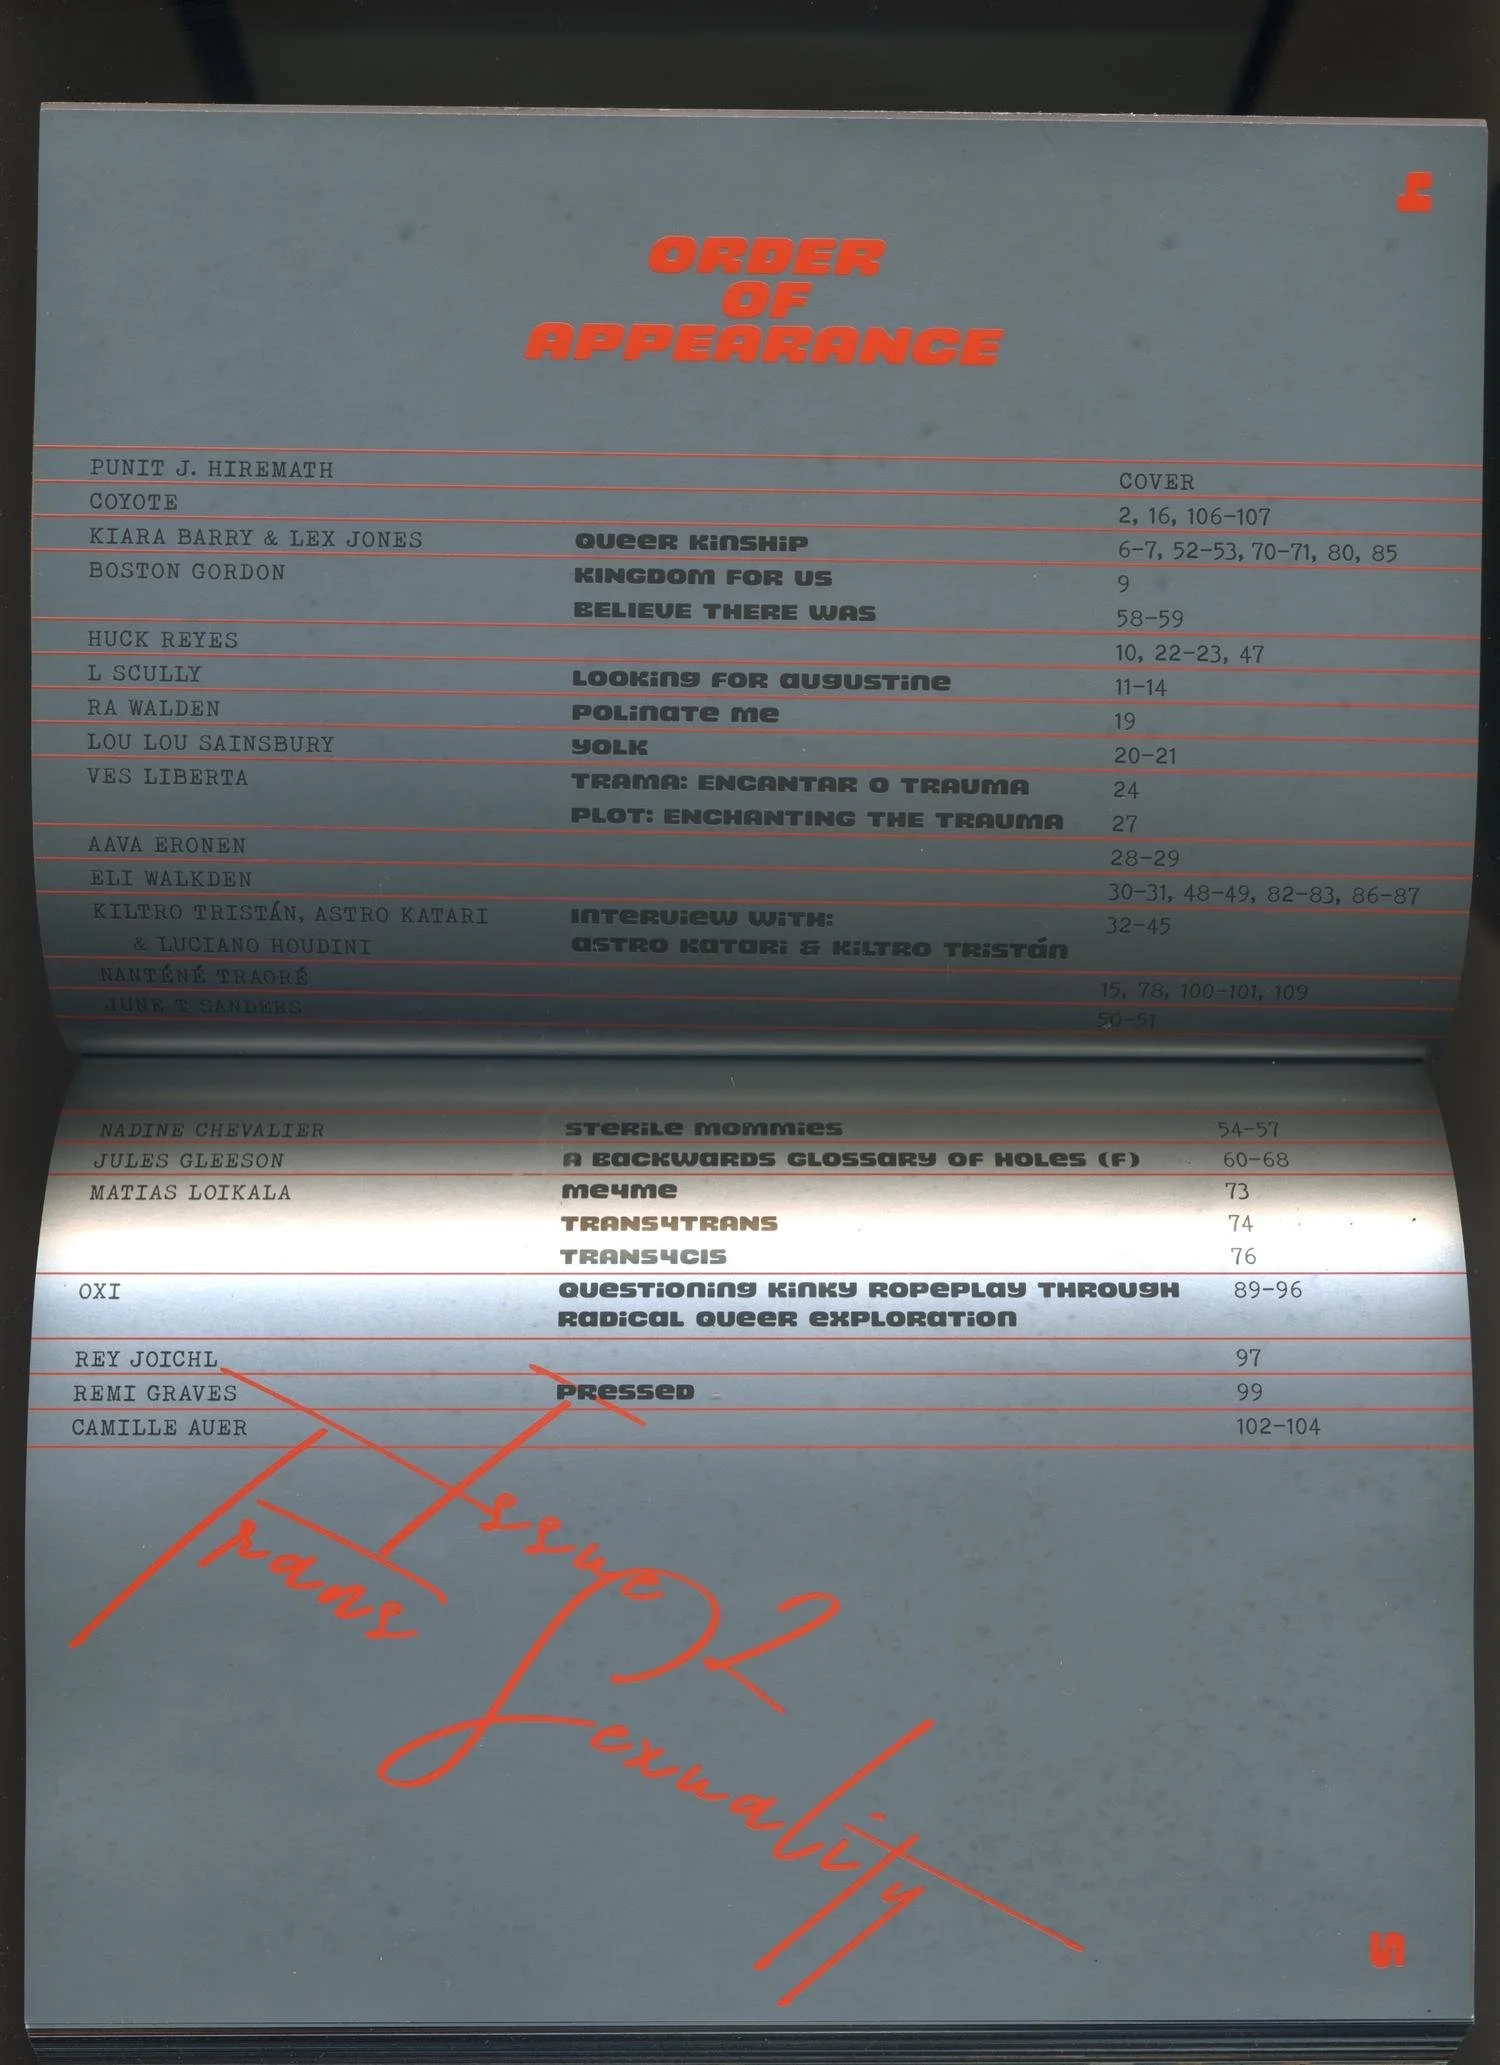 4
ORDER
OF
APPEARANCE
PUNIT J. HIREMATH COVER
COYOTE 2, 16, 106-107
KIARA BARRY & LEX JONES QUEER KINSHIP 6-7, 52-53, 70-71, 80, 85
BOSTON GORDON KINGDOM FOR US 9
BELIEVE THERE WAS 58-59
HUCK REYES 10, 22-23, 47
L SCULLY LOOKING FOR AUGUSTINE 11-14
RA WALDEN POLINATE ME 19
LOU LOU SAINSBURY YOLK 20-21
VES LIBERTA TRAMA: ENCANTAR O TRAUMA 24
PLOT: ENCHANTING THE TRAUMA 27
AAVA ERONEN 28-29
ELI WALKDEN 30-31, 48-49, 82-83, 86-87
KILTRO TRISTÁN, ASTRO KATARI INTERVIEW WITH: 32-45
& LUCIANO HOUDINI ASTRO KATARI & KILTRO TRISTÁN
NANTÉNÉ TRAORÉ 15, 78, 100-101, 109
JUNE T SANDERS 50-51
NADINE CHEVALIER STERILE MOMMIES 54-57
JULES GLEESON A BACKWARDS GLOSSARY OF HOLES (F) 60-68
MATIAS LOIKALA ME4ME 73
TRANS4TRANS 74
TRANS4CIS 76
OXI QUESTIONING KINKY ROPEPLAY THROUGH 89-96
RADICAL QUEER EXPLORATION
REY JOICHL 97
REMI GRAVES PRESSED 99
CAMILLE AUER 102-104
Issue 2
Trans
Sexuality
5